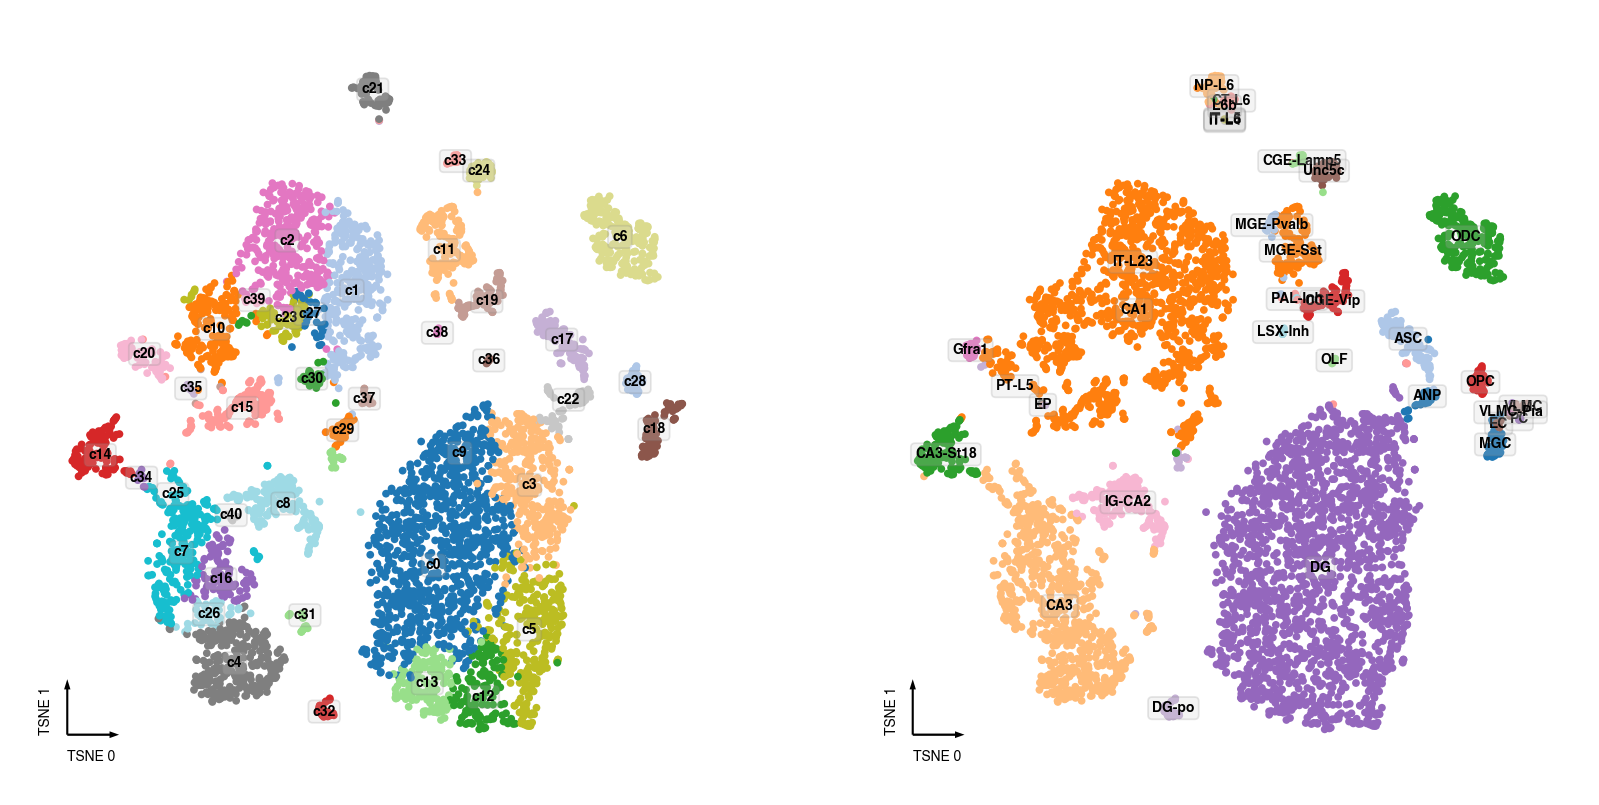 c21
c33
c24
c2
c6
c11
c1
c39
c19
c23
c27
c10
c38
c17
c20
c36
c30
c28
c35
c37
c22
c15
c29
c18
c14
c9
c34
c3
c25
c8
c40
c7
c0
c16
c26
c31
c5
c4
c13
c12
c32
TSNE 1
TSNE 0
NP-L6
CT-L6
L6b
IT-L6
CGE-Lamp5
Unc5c
MGE-Pvalb
ODC
MGE-Sst
IT-L23
PAL-Inh
CGE-Vip
CA1
LSX-Inh
ASC
Gfra1
OLF
PT-L5
OPC
EP
ANP
VLMC
VLMC-Pia
PC
EC
MGC
CA3-St18
IG-CA2
DG
CA3
DG-po
TSNE 1
TSNE 0